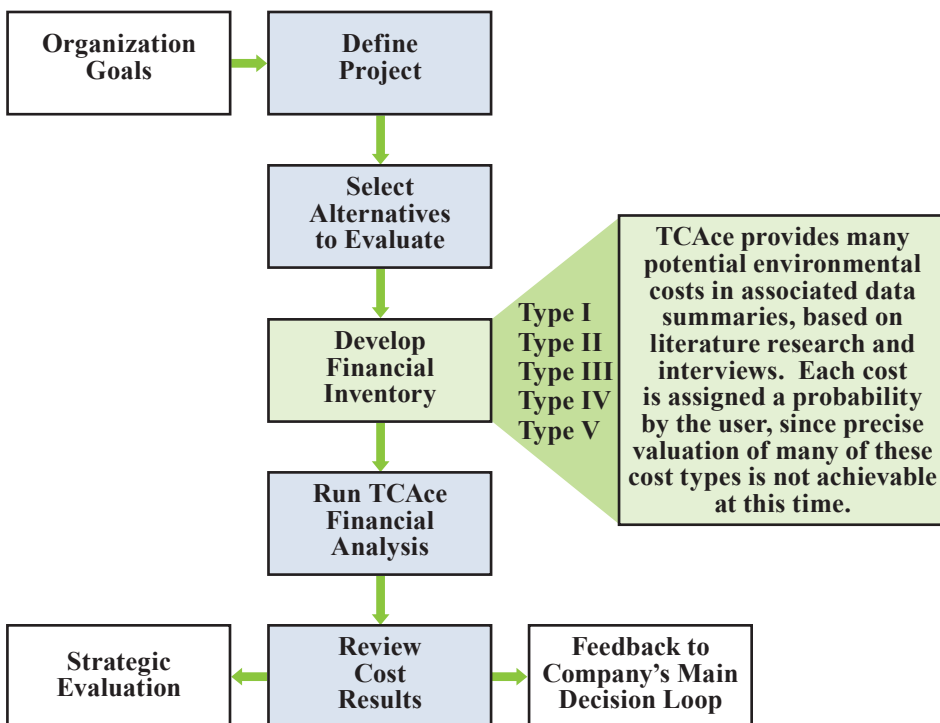 Organization
Goals
Define
Project
Select
Alternatives
to Evaluate
Develop
Financial
Inventory
Type I
Type II
Type III
Type IV
Type V
TCAce provides many
potential environmental
costs in associated data
summaries, based on
literature research and
interviews.  Each cost
is assigned a probability
by the user, since precise
valuation of many of these
cost types is not achievable
at this time.
Run TCAce
Financial
Analysis
Strategic
Evaluation
Review
Cost
Results
Feedback to
Company’s Main
Decision Loop